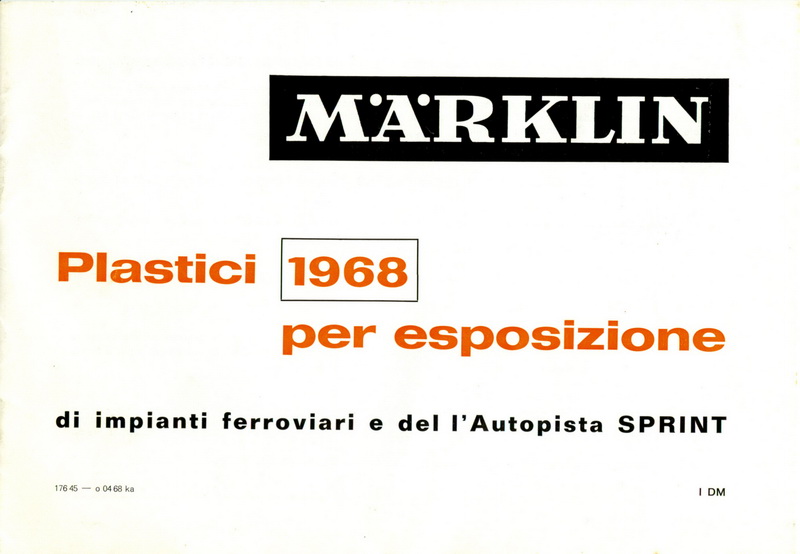 MÄRKLIN
Plastici 1968
per esposizione
di impianti ferroviari e del l'Autopista SPRINT
176 45 — o 04 68 ka
I DM